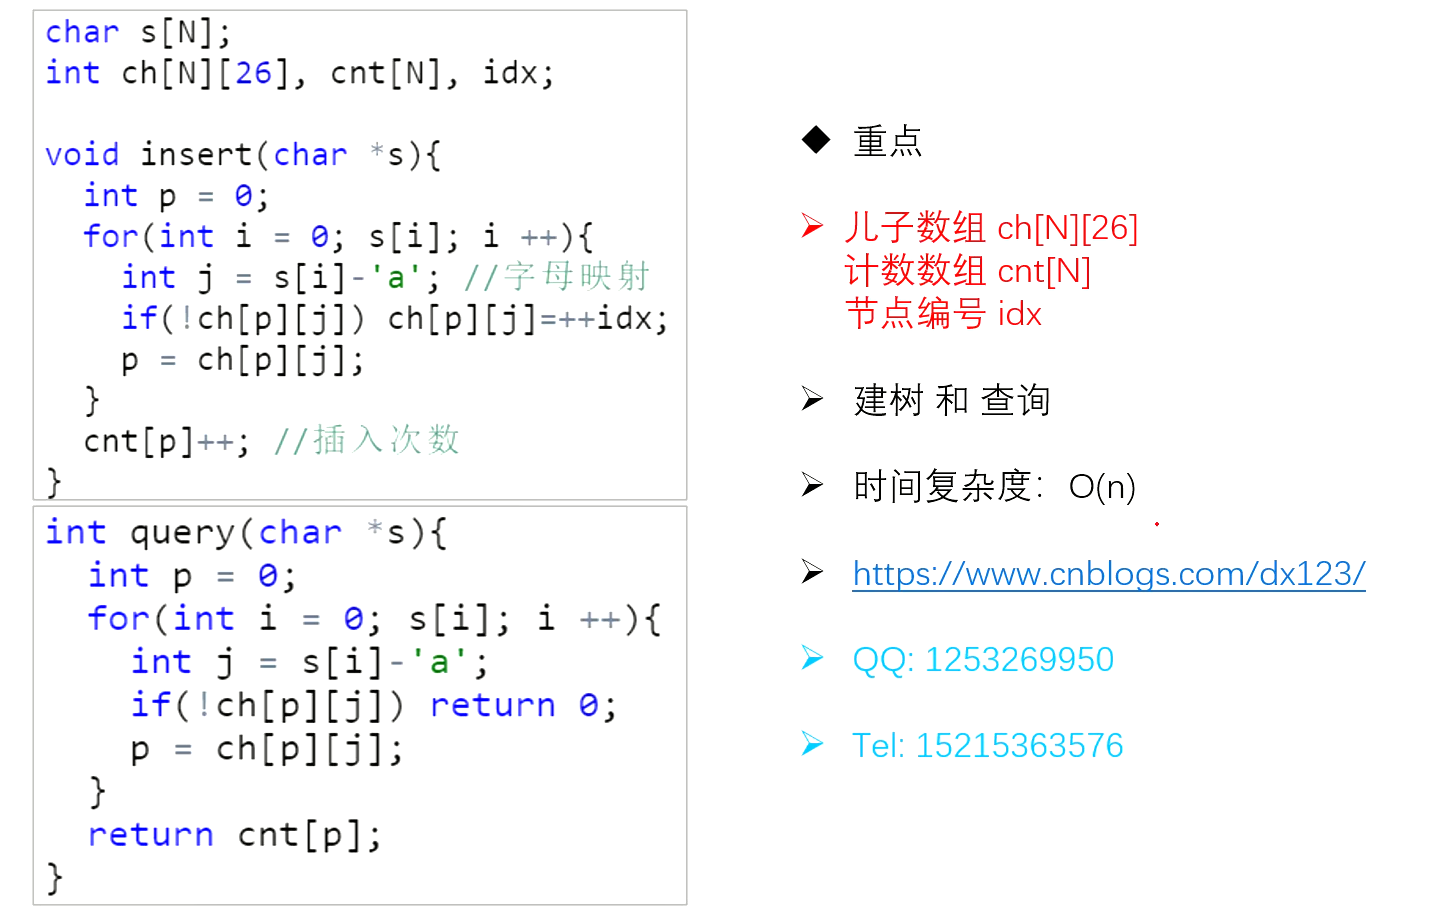 char s[N];
int ch[N][26], cnt[N], idx;
void insert(char *s){
int p = 0;
for(int i = 0; s[i]; i ++){
int j = s[i]-'a'; //字母映射
if(!ch[p][j]) ch[p][j]=++idx;
p = ch[p][j];
}
cnt[p]++; //插入次数
}
int query(char *s){
int p = 0;
for(int i = 0; s[i]; i ++){
int j = s[i]-'a';
if(!ch[p][j]) return 0;
p = ch[p][j];
}
return cnt[p];
}
◆ 重点
➢ 儿子数组 ch[N][26]
计数数组 cnt[N]
节点编号 idx
➢ 建树 和 查询
➢ 时间复杂度：O(n)
➢ https://www.cnblogs.com/dx123/
➢ QQ: 1253269950
➢ Tel: 15215363576